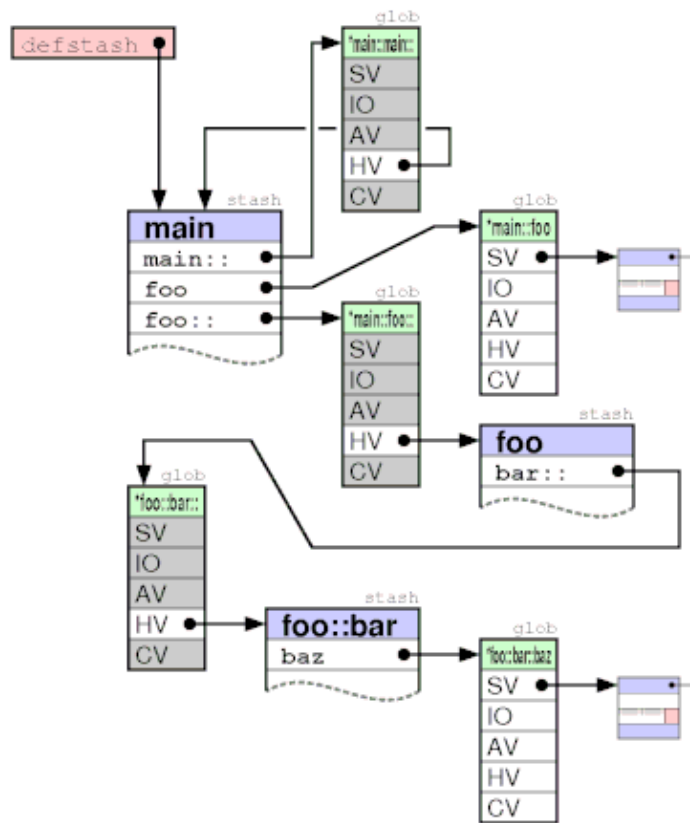 glob
defstash
*main::main::
SV
IO
AV
HV
CV
stash
main
main::
foo
foo::
glob
*main::foo
SV
IO
AV
HV
CV
glob
*main::foo::
SV
IO
AV
HV
CV
stash
foo
bar::
glob
*foo::bar::
SV
IO
AV
HV
CV
stash
foo::bar
baz
glob
*foo::bar::baz
SV
IO
AV
HV
CV